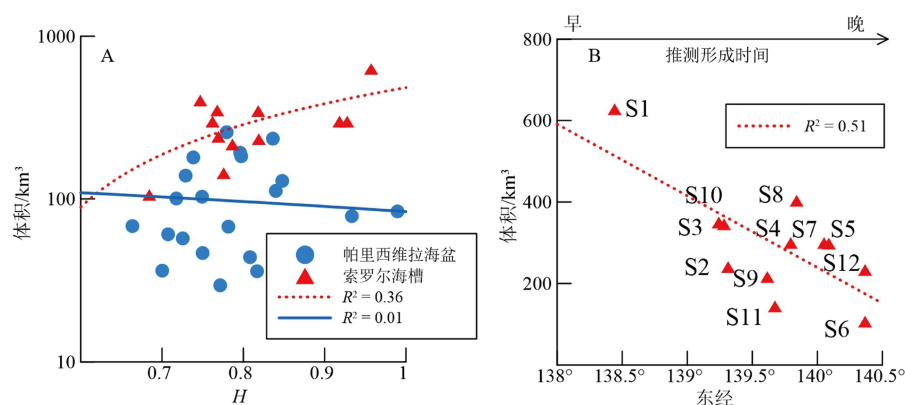 A
1000
100
10
体积/km³
0.7
0.8
0.9
1
H
帕里西维拉海盆
索罗尔海槽
R² = 0.36
R² = 0.01
早
晚
推测形成时间
B
800
600
400
200
0
体积/km³
R² = 0.51
S1
S10
S8
S3
S4
S7
S5
S2
S9
S12
S11
S6
138°
138.5°
139°
139.5°
140°
140.5°
东经